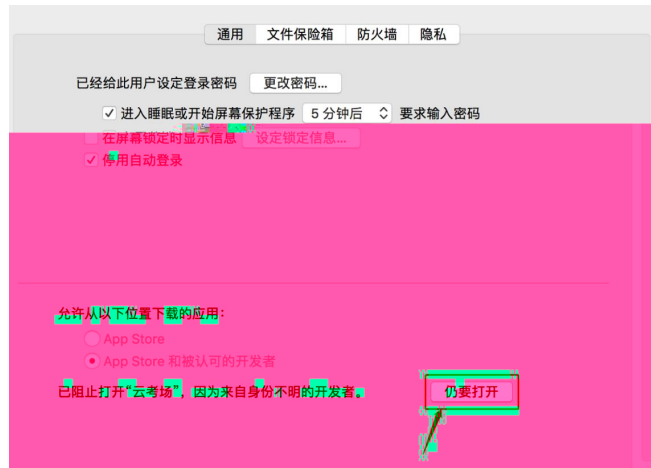 通用 文件保险箱 防火墙 隐私
已经给此用户设定登录密码 更改密码...
进入睡眠或开始屏幕保护程序 5 分钟后 要求输入密码
在屏幕锁定时显示信息 设定锁定信息...
停用自动登录
允许从以下位置下载的应用：
App Store
App Store 和被认可的开发者
已阻止打开“云考场”，因为来自身份不明的开发者。 仍要打开